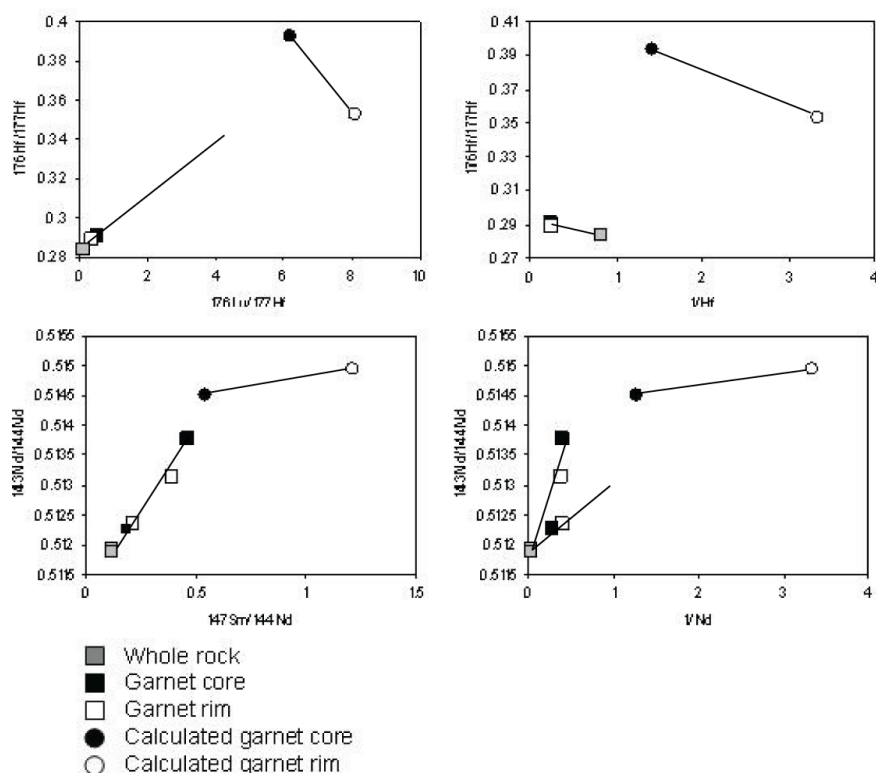 0.4
0.38
0.36
0.34
0.32
0.3
0.28
176Hf/177Hf
0 2 4 6 8 10
176Lu/177Hf
0.41
0.39
0.37
0.35
0.33
0.31
0.29
0.27
176Hf/177Hf
0 1 2 3 4
1/Hf
0.5155
0.515
0.5145
0.514
0.5135
0.513
0.5125
0.512
0.5115
143Nd/144Nd
0 0.5 1 1.5
147Sm/144Nd
0.5155
0.515
0.5145
0.514
0.5135
0.513
0.5125
0.512
0.5115
143Nd/144Nd
0 1 2 3 4
1/Nd
Whole rock
Garnet core
Garnet rim
Calculated garnet core
Calculated garnet rim